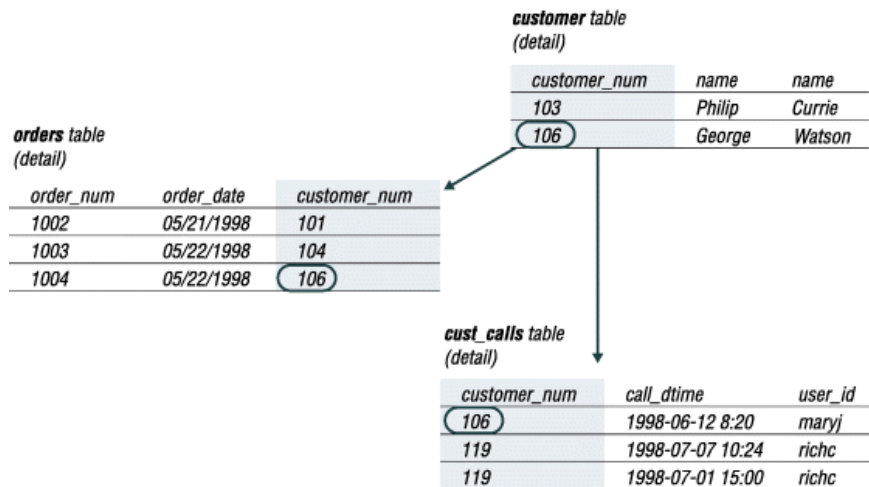 customer table
(detail)
customer_num name name
103 Philip Currie
106 George Watson
orders table
(detail)
order_num order_date customer_num
1002 05/21/1998 101
1003 05/22/1998 104
1004 05/22/1998 106
cust_calls table
(detail)
customer_num call_dtime user_id
106 1998-06-12 8:20 maryj
119 1998-07-07 10:24 richc
119 1998-07-01 15:00 richc